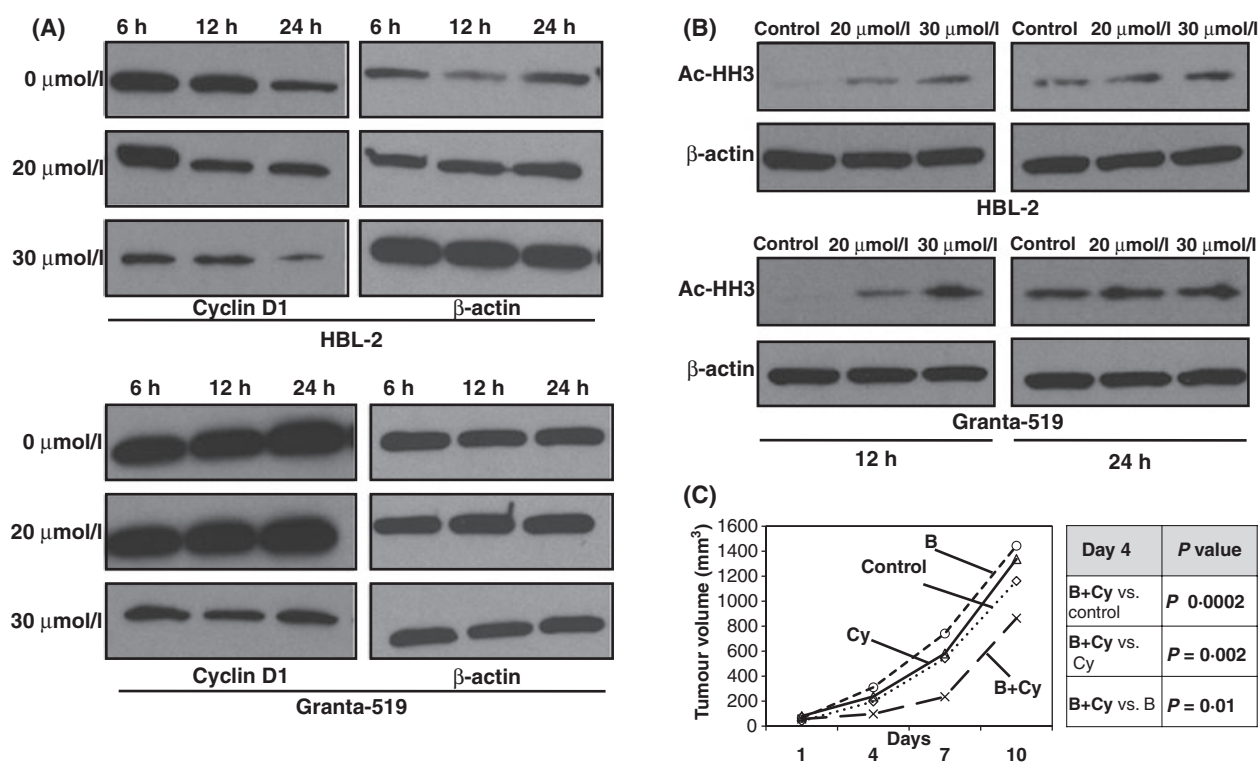 (A)
6 h 12 h 24 h 6 h 12 h 24 h
0 μmol/l
20 μmol/l
30 μmol/l
Cyclin D1 β-actin
HBL-2
6 h 12 h 24 h 6 h 12 h 24 h
0 μmol/l
20 μmol/l
30 μmol/l
Cyclin D1 β-actin
Granta-519
(B)
Control 20 μmol/l 30 μmol/l Control 20 μmol/l 30 μmol/l
Ac-HH3
β-actin
HBL-2
Control 20 μmol/l 30 μmol/l Control 20 μmol/l 30 μmol/l
Ac-HH3
β-actin
Granta-519
12 h 24 h
(C)
Tumour volume (mm³)
1600
1400
1200
1000
800
600
400
200
0
B
Control
Cy
B+Cy
Days
1 4 7 10
Day 4 P value
B+Cy vs. control P 0·0002
B+Cy vs. Cy P = 0·002
B+Cy vs. B P = 0·01